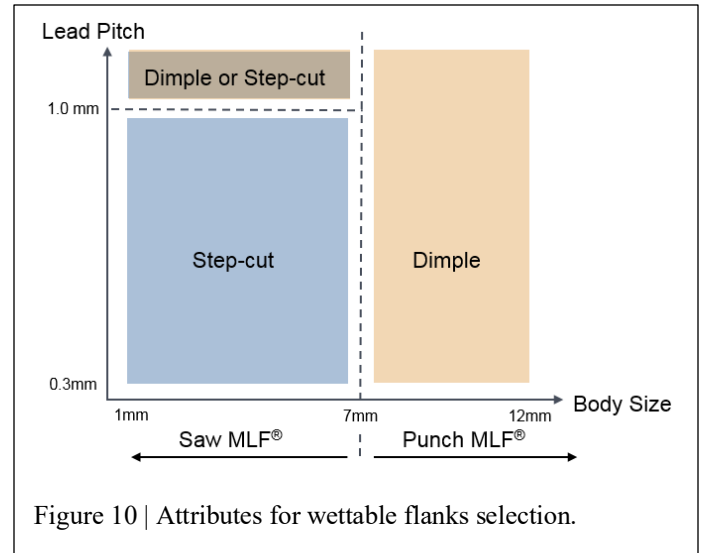 Lead Pitch
Dimple or Step-cut
1.0 mm
Step-cut
Dimple
0.3mm
1mm
7mm
12mm
Body Size
Saw MLF®
Punch MLF®
Figure 10 | Attributes for wettable flanks selection.